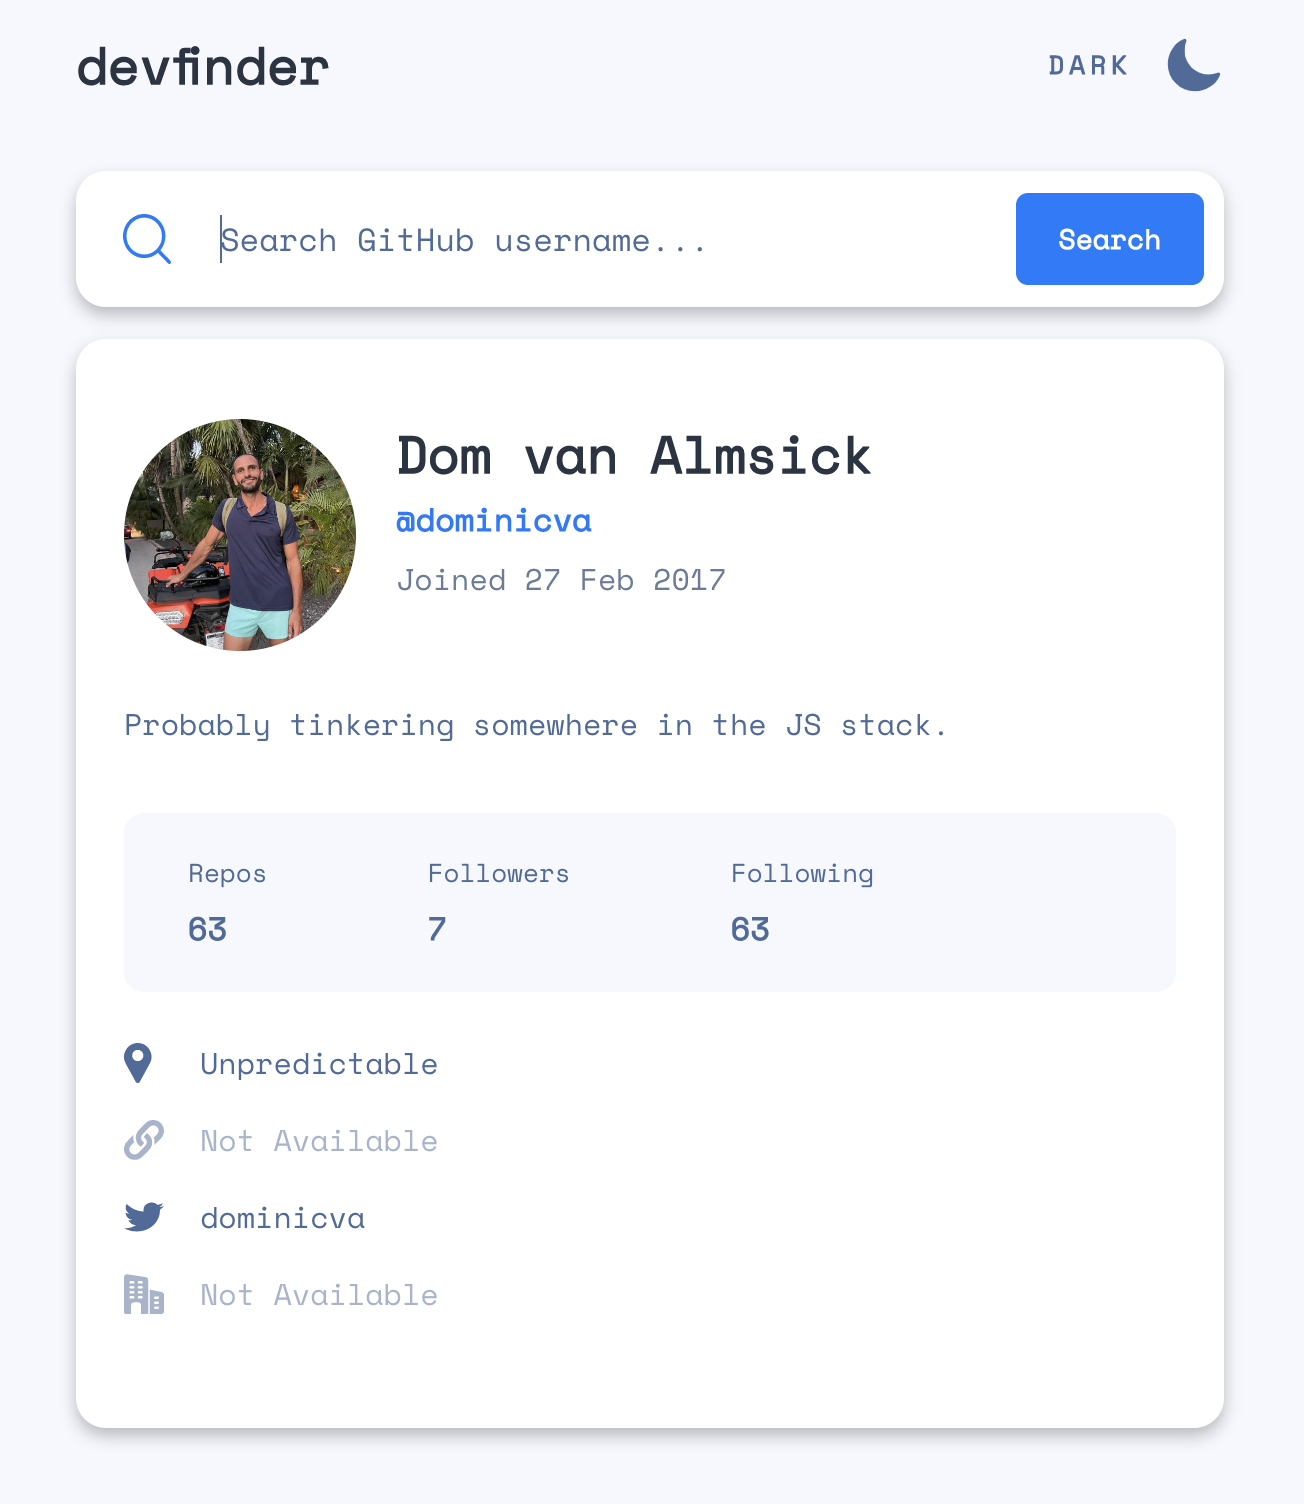 devfinder
DARK
Search GitHub username...
Search
Dom van Almsick
@dominicva
Joined 27 Feb 2017
Probably tinkering somewhere in the JS stack.
Repos Followers Following
63 7 63
Unpredictable
Not Available
dominicva
Not Available